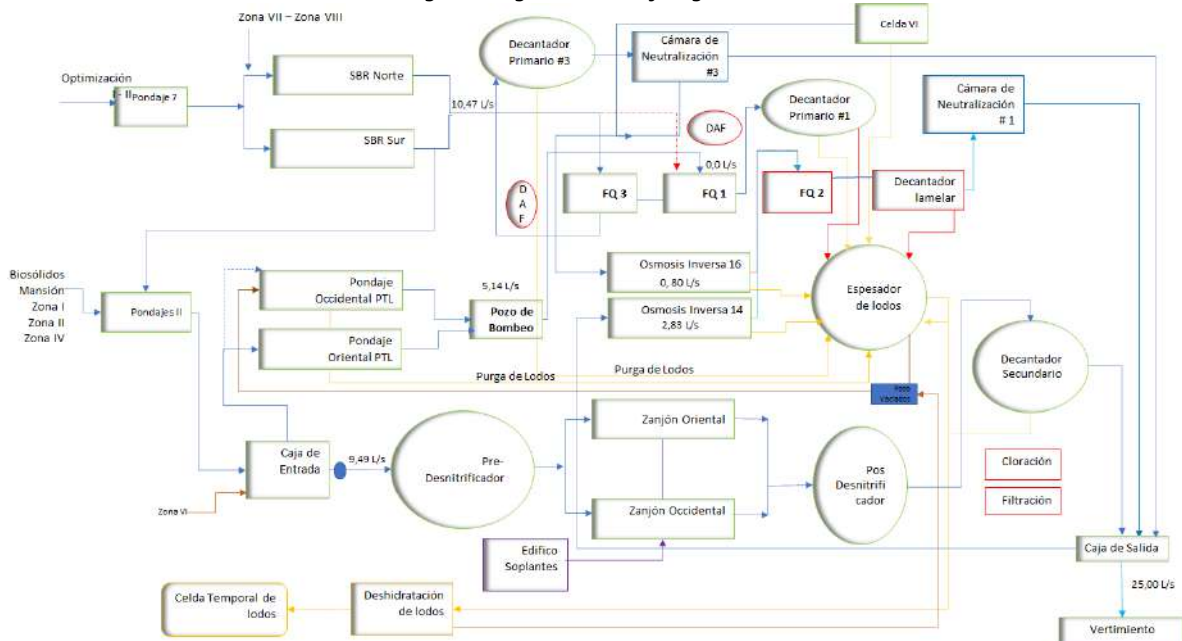 Zona VII – Zona VIII
Optimización
I - II
Pondaje 7
SBR Norte
SBR Sur
10,47 L/s
Decantador
Primario #3
Cámara de
Neutralización
#3
Celda VI
Cámara de
Neutralización
# 1
Decantador
Primario #1
DAF
0,0 L/s
D
A
F
FQ 3
FQ 1
FQ 2
Decantador
lamelar
Biosólidos
Mansión
Zona I
Zona II
Zona IV
Pondajes II
Pondaje
Occidental PTL
Pondaje
Oriental PTL
5,14 L/s
Pozo de
Bombeo
Osmosis Inversa 16
0, 80 L/s
Osmosis Inversa 14
2,83 L/s
Espesador
de lodos
Decantador
Secundario
Purga de Lodos
Purga de Lodos
Zanjón Oriental
Caja de
Entrada
9,49 L/s
Pre-
Desnitrificador
Pos
Desnitrifi
cador
Cloración
Filtración
Zona VI
Zanjón Occidental
Edifico
Soplantes
Caja de Salida
25,00 L/s
Celda Temporal de
lodos
Deshidratación
de lodos
Vertimiento